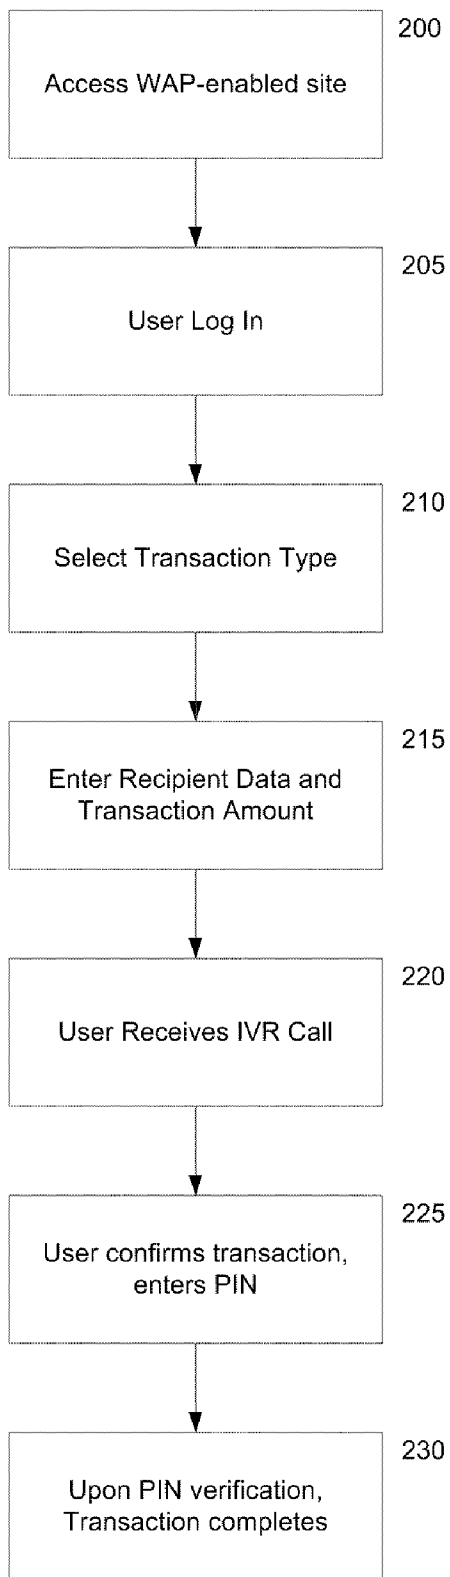 200
Access WAP-enabled site
205
User Log In
210
Select Transaction Type
215
Enter Recipient Data and
Transaction Amount
220
User Receives IVR Call
225
User confirms transaction,
enters PIN
230
Upon PIN verification,
Transaction completes